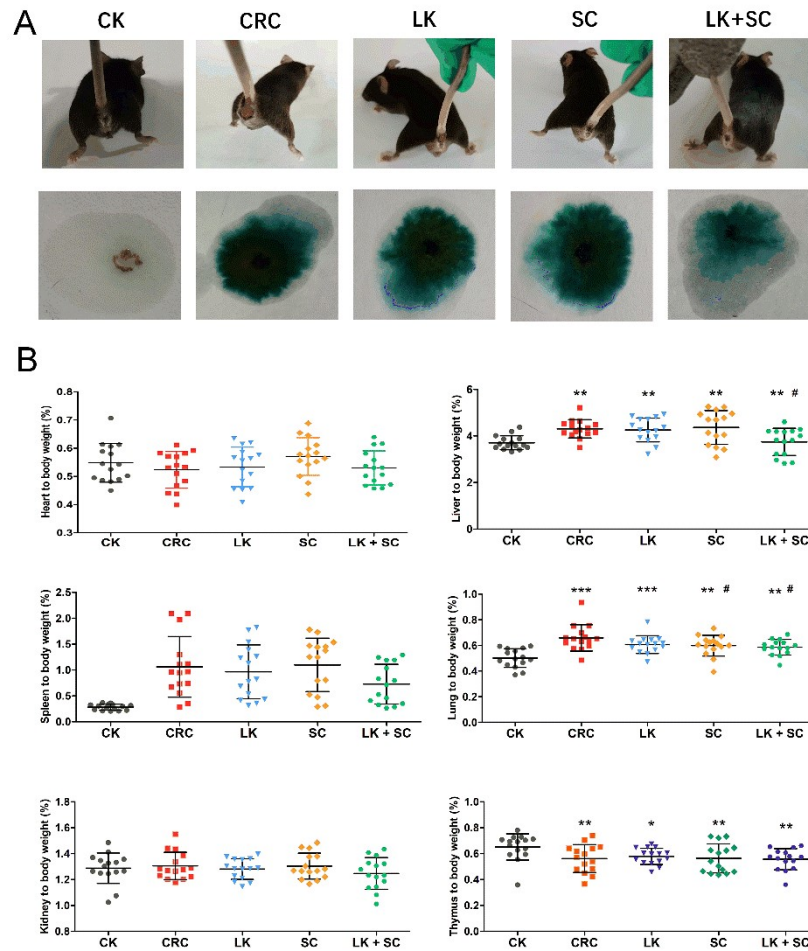 A
CK CRC LK SC LK+SC
B
Heart to body weight (%)
0.8
0.7
0.6
0.5
0.4
0.3
CK CRC LK SC LK + SC
Liver to body weight (%)
6
4
2
0
** ** ** ** #
CK CRC LK SC LK + SC
Spleen to body weight (%)
2.5
2.0
1.5
1.0
0.5
0.0
CK CRC LK SC LK + SC
Lung to body weight (%)
1.0
0.8
0.6
0.4
0.2
0.0
*** *** ** # ** #
CK CRC LK SC LK + SC
Kidney to body weight (%)
1.8
1.6
1.4
1.2
1.0
0.8
CK CRC LK SC LK + SC
Thymus to body weight (%)
1.0
0.8
0.6
0.4
0.2
0.0
** * ** **
CK CRC LK SC LK + SC